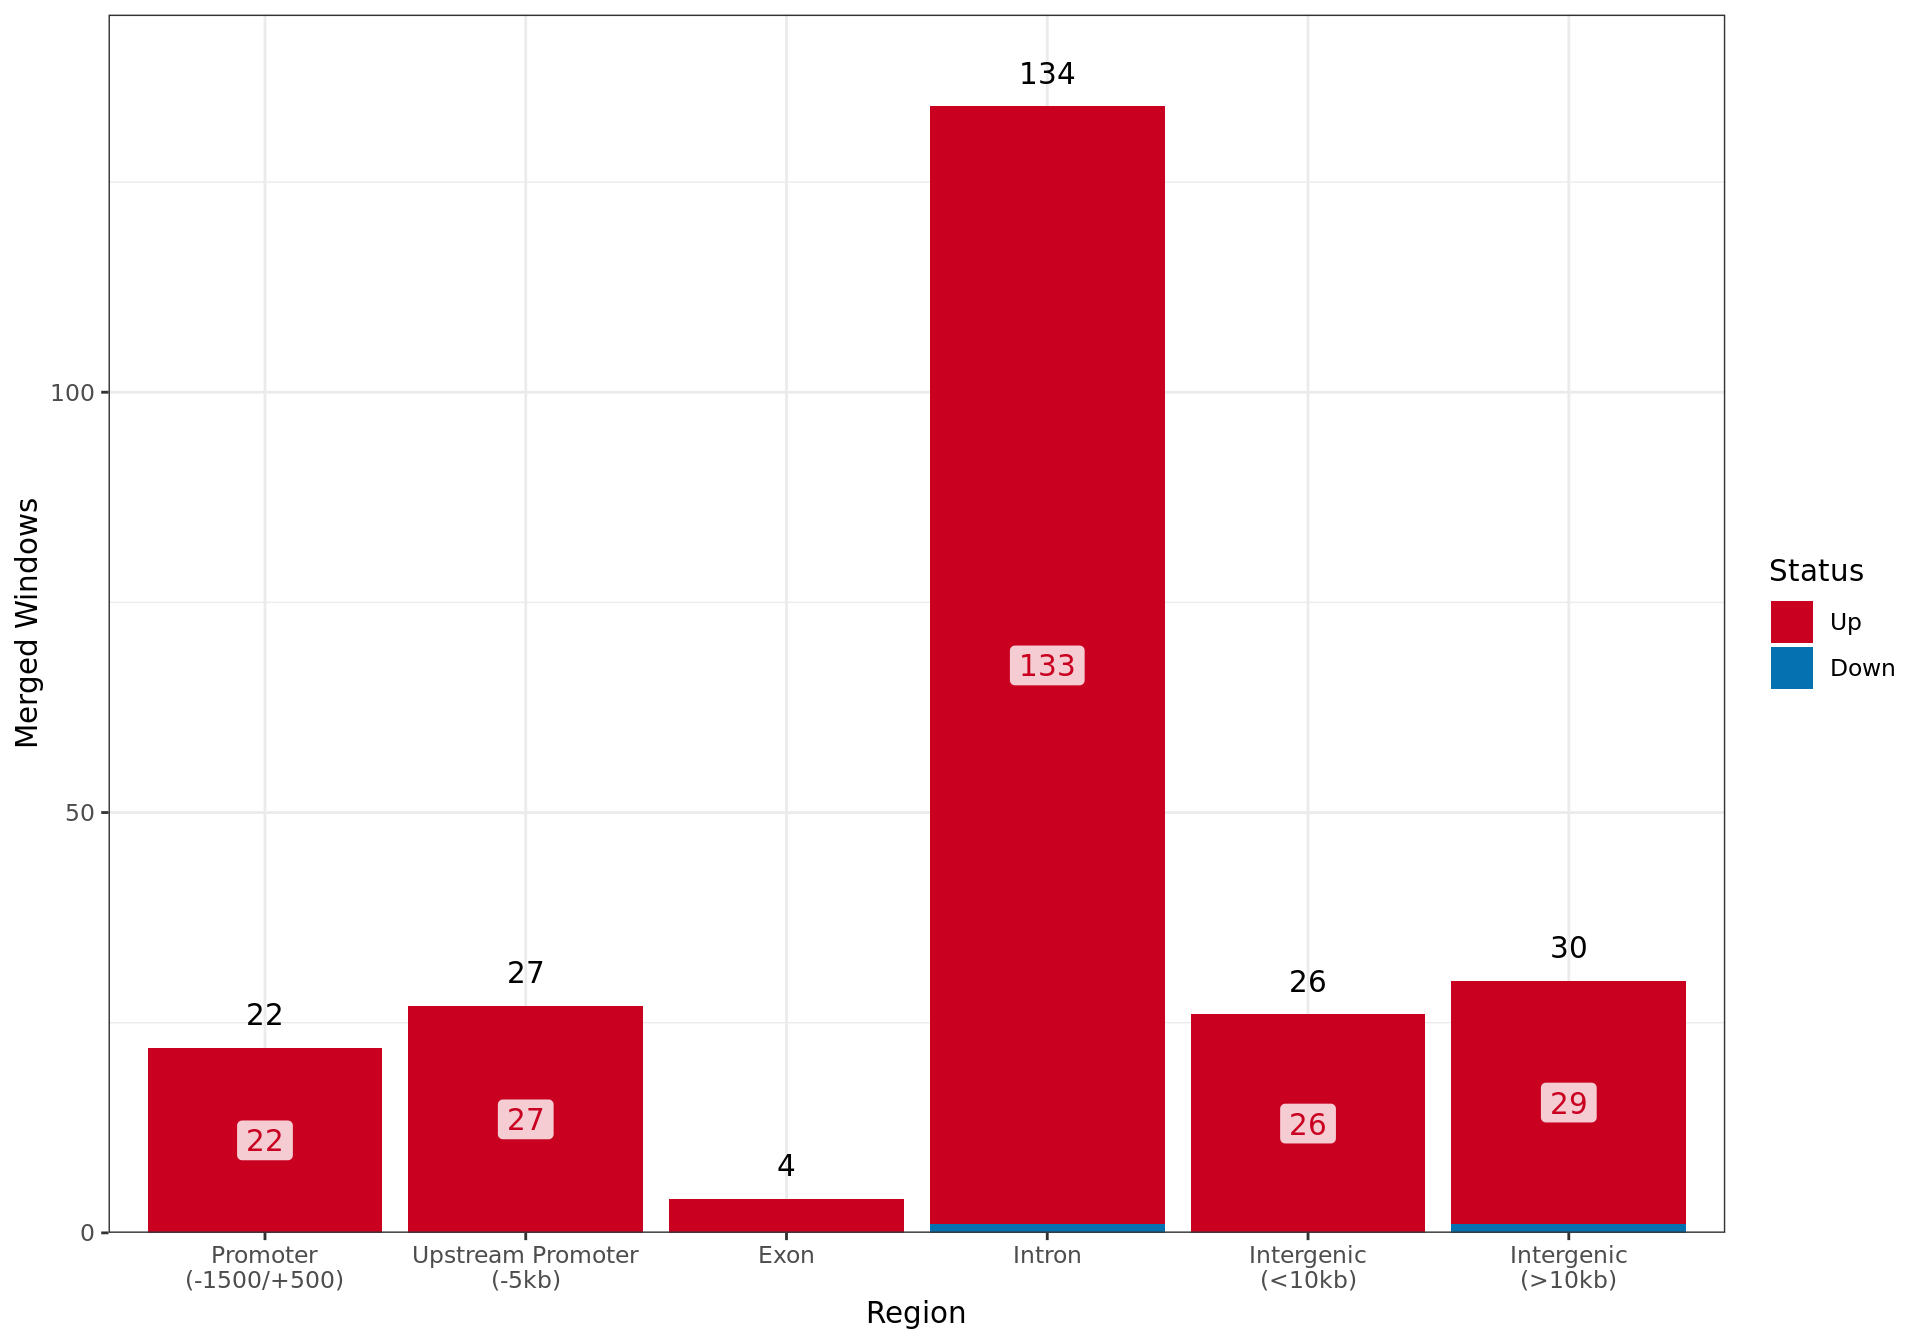 134
100
133
Merged Windows
Status
Up
Down
50
30
27
26
22
29
27
26
22
4
0
Promoter
(-1500/+500)
Upstream Promoter
(-5kb)
Exon
Intron
Intergenic
(<10kb)
Intergenic
(>10kb)
Region